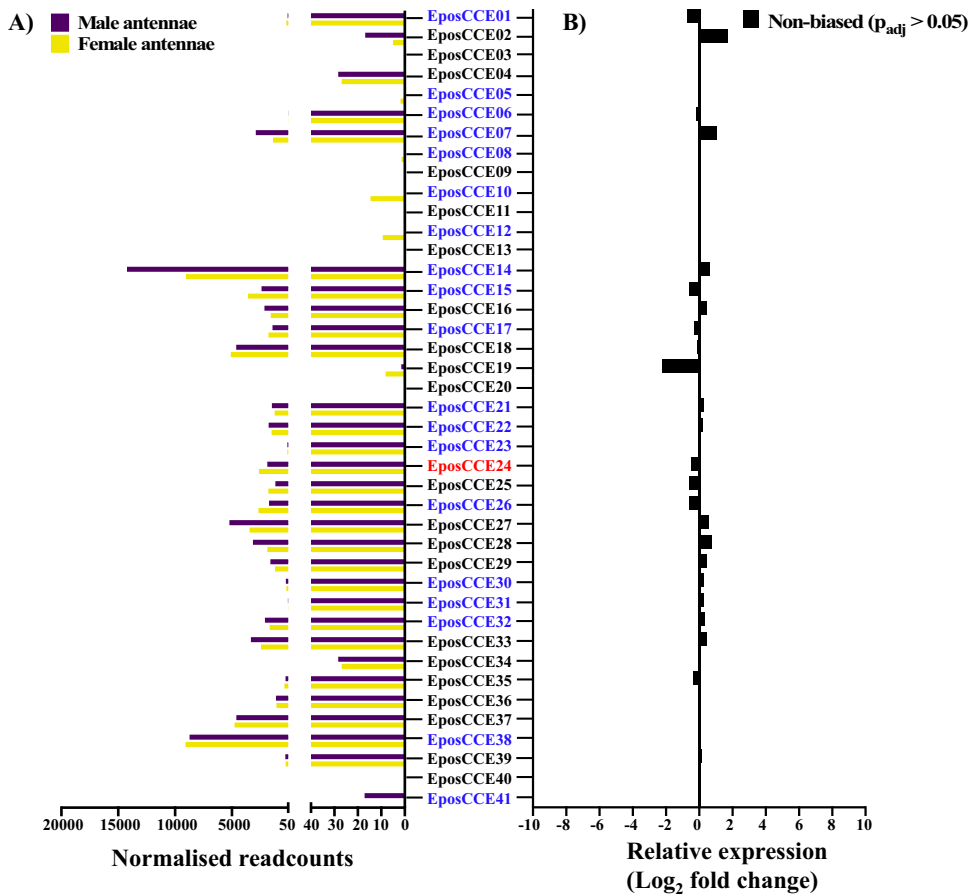 A)
Male antennae
Female antennae
B)
Non-biased (padj > 0.05)
EposCCE01
EposCCE02
EposCCE03
EposCCE04
EposCCE05
EposCCE06
EposCCE07
EposCCE08
EposCCE09
EposCCE10
EposCCE11
EposCCE12
EposCCE13
EposCCE14
EposCCE15
EposCCE16
EposCCE17
EposCCE18
EposCCE19
EposCCE20
EposCCE21
EposCCE22
EposCCE23
EposCCE24
EposCCE25
EposCCE26
EposCCE27
EposCCE28
EposCCE29
EposCCE30
EposCCE31
EposCCE32
EposCCE33
EposCCE34
EposCCE35
EposCCE36
EposCCE37
EposCCE38
EposCCE39
EposCCE40
EposCCE41
20000 15000 10000 5000 50 40 30 20 10 0
-10 -8 -6 -4 -2 0 2 4 6 8 10
Normalised readcounts
Relative expression
(Log2 fold change)